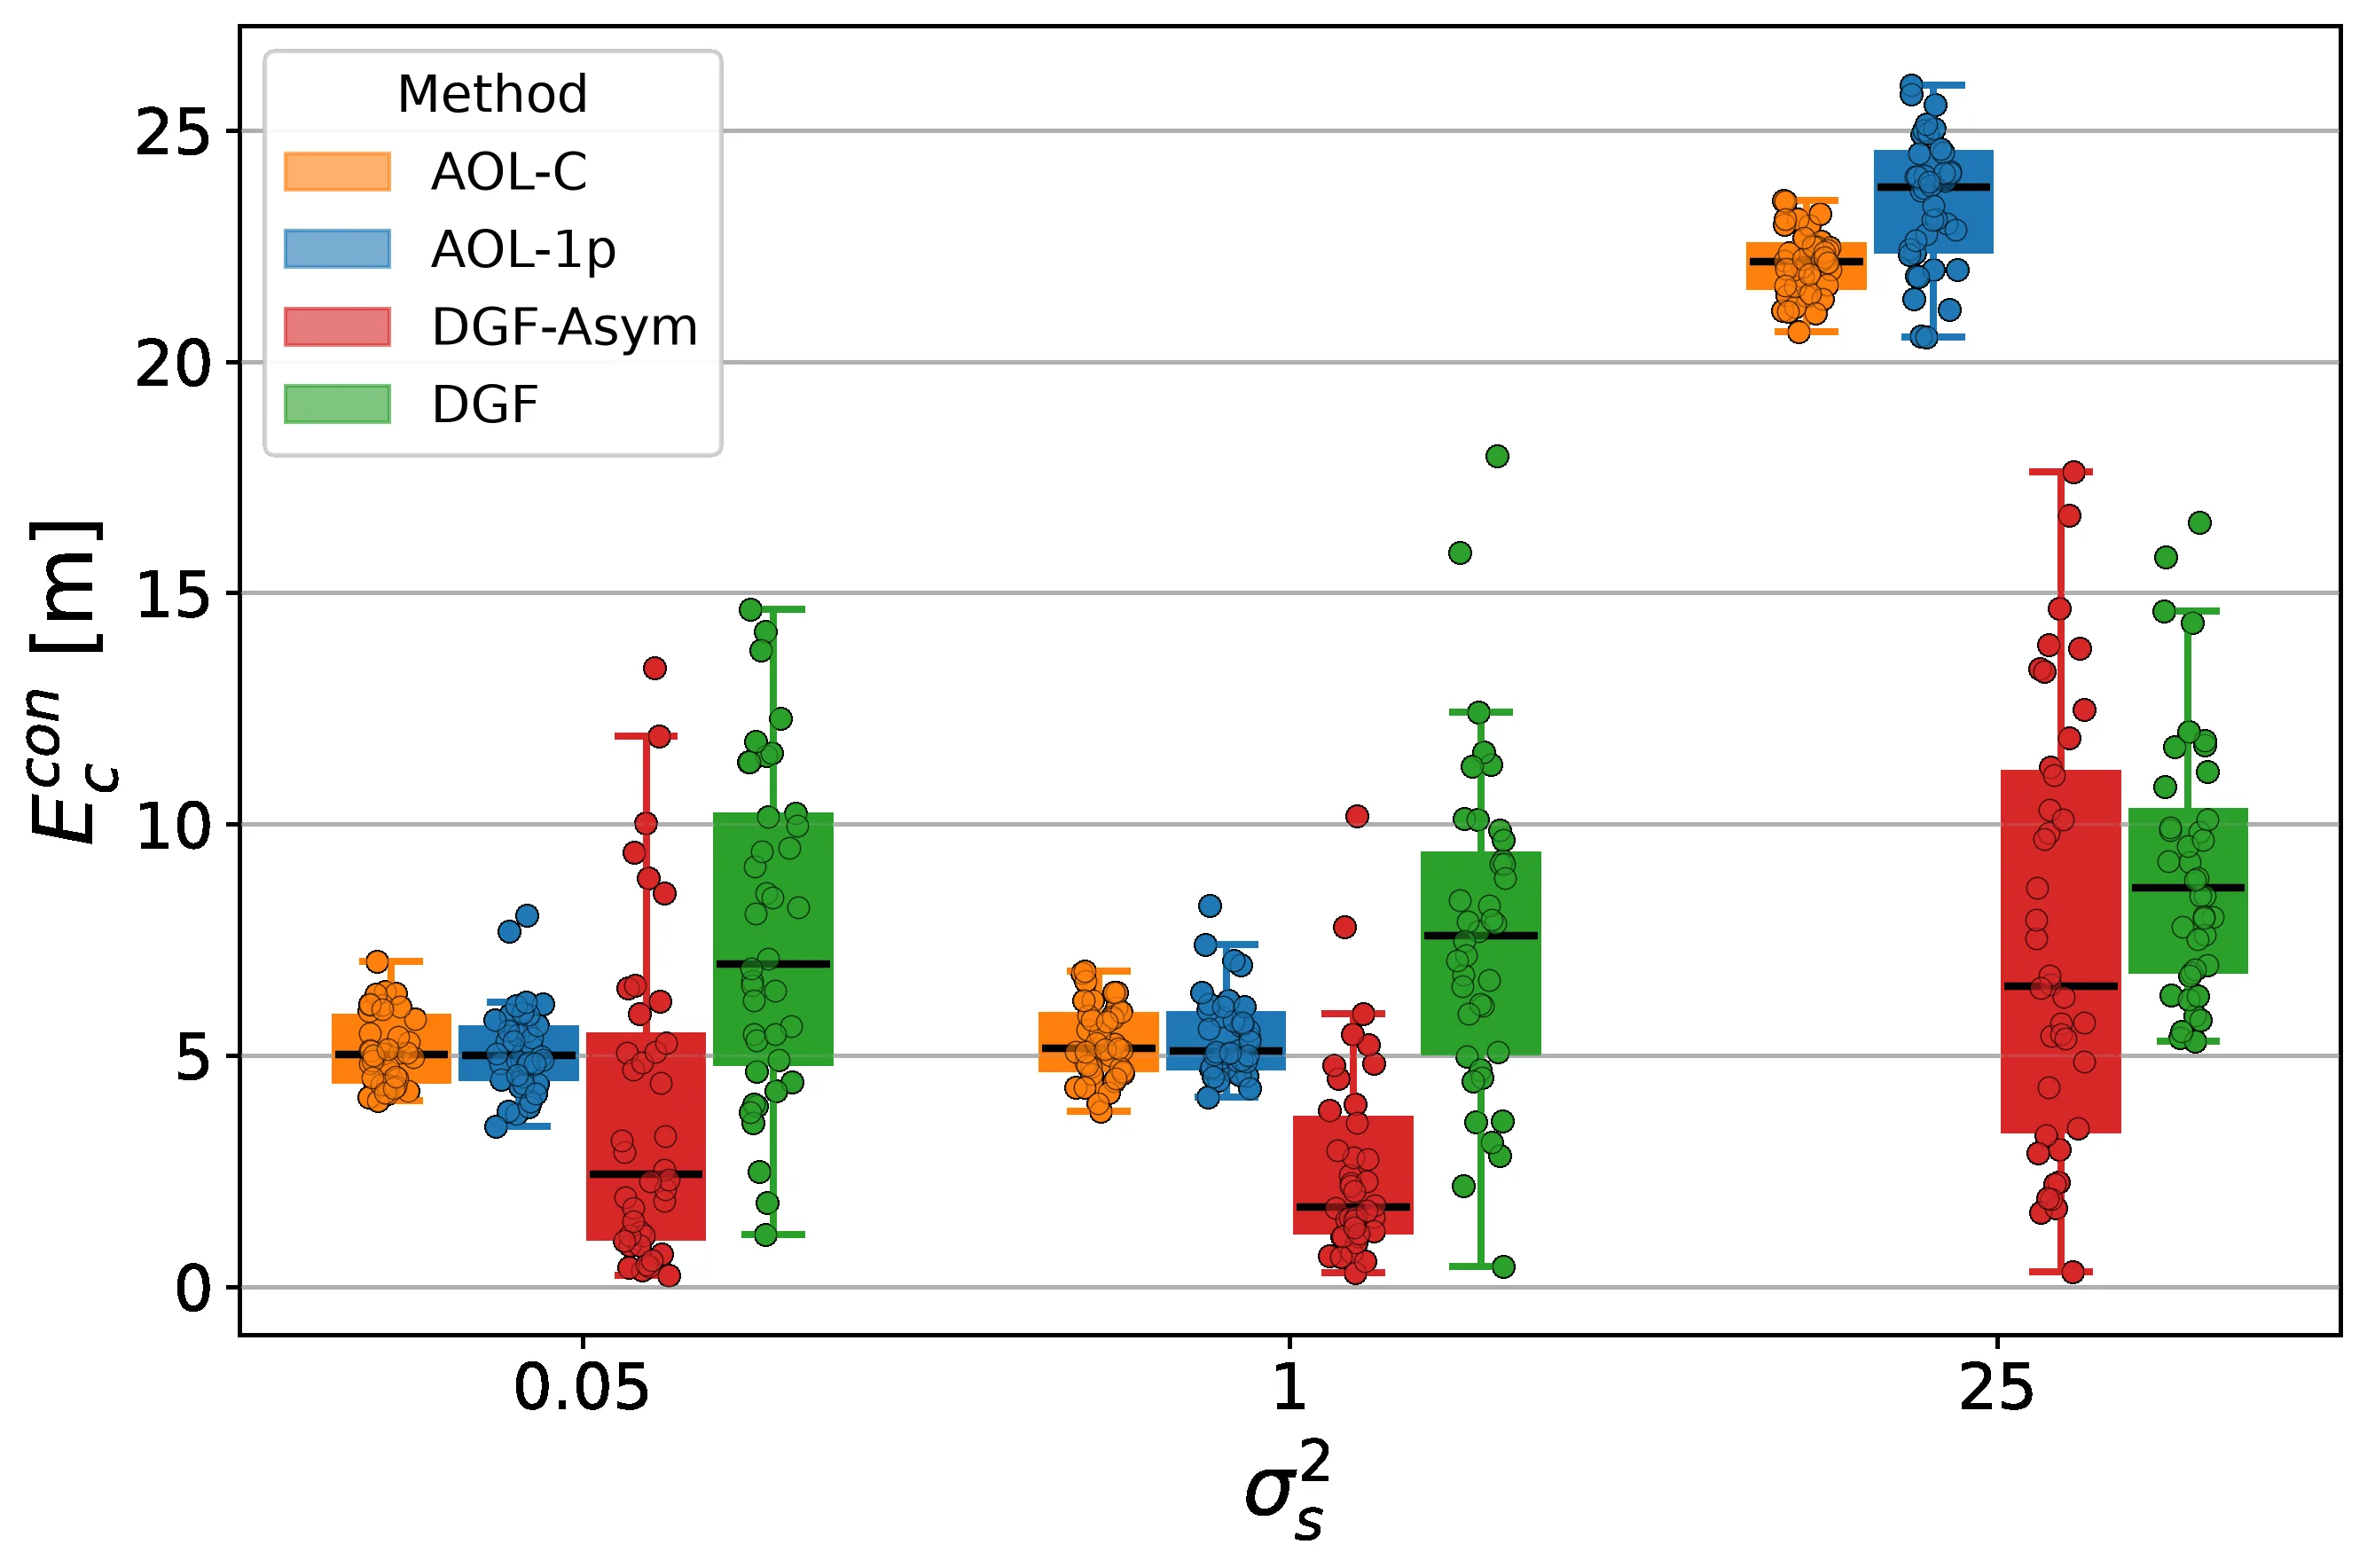 Method
AOL-C
AOL-1p
DGF-Asym
DGF
25
20
15
10
5
0
E_c^{con} [m]
0.05 1 25
σ_s^2